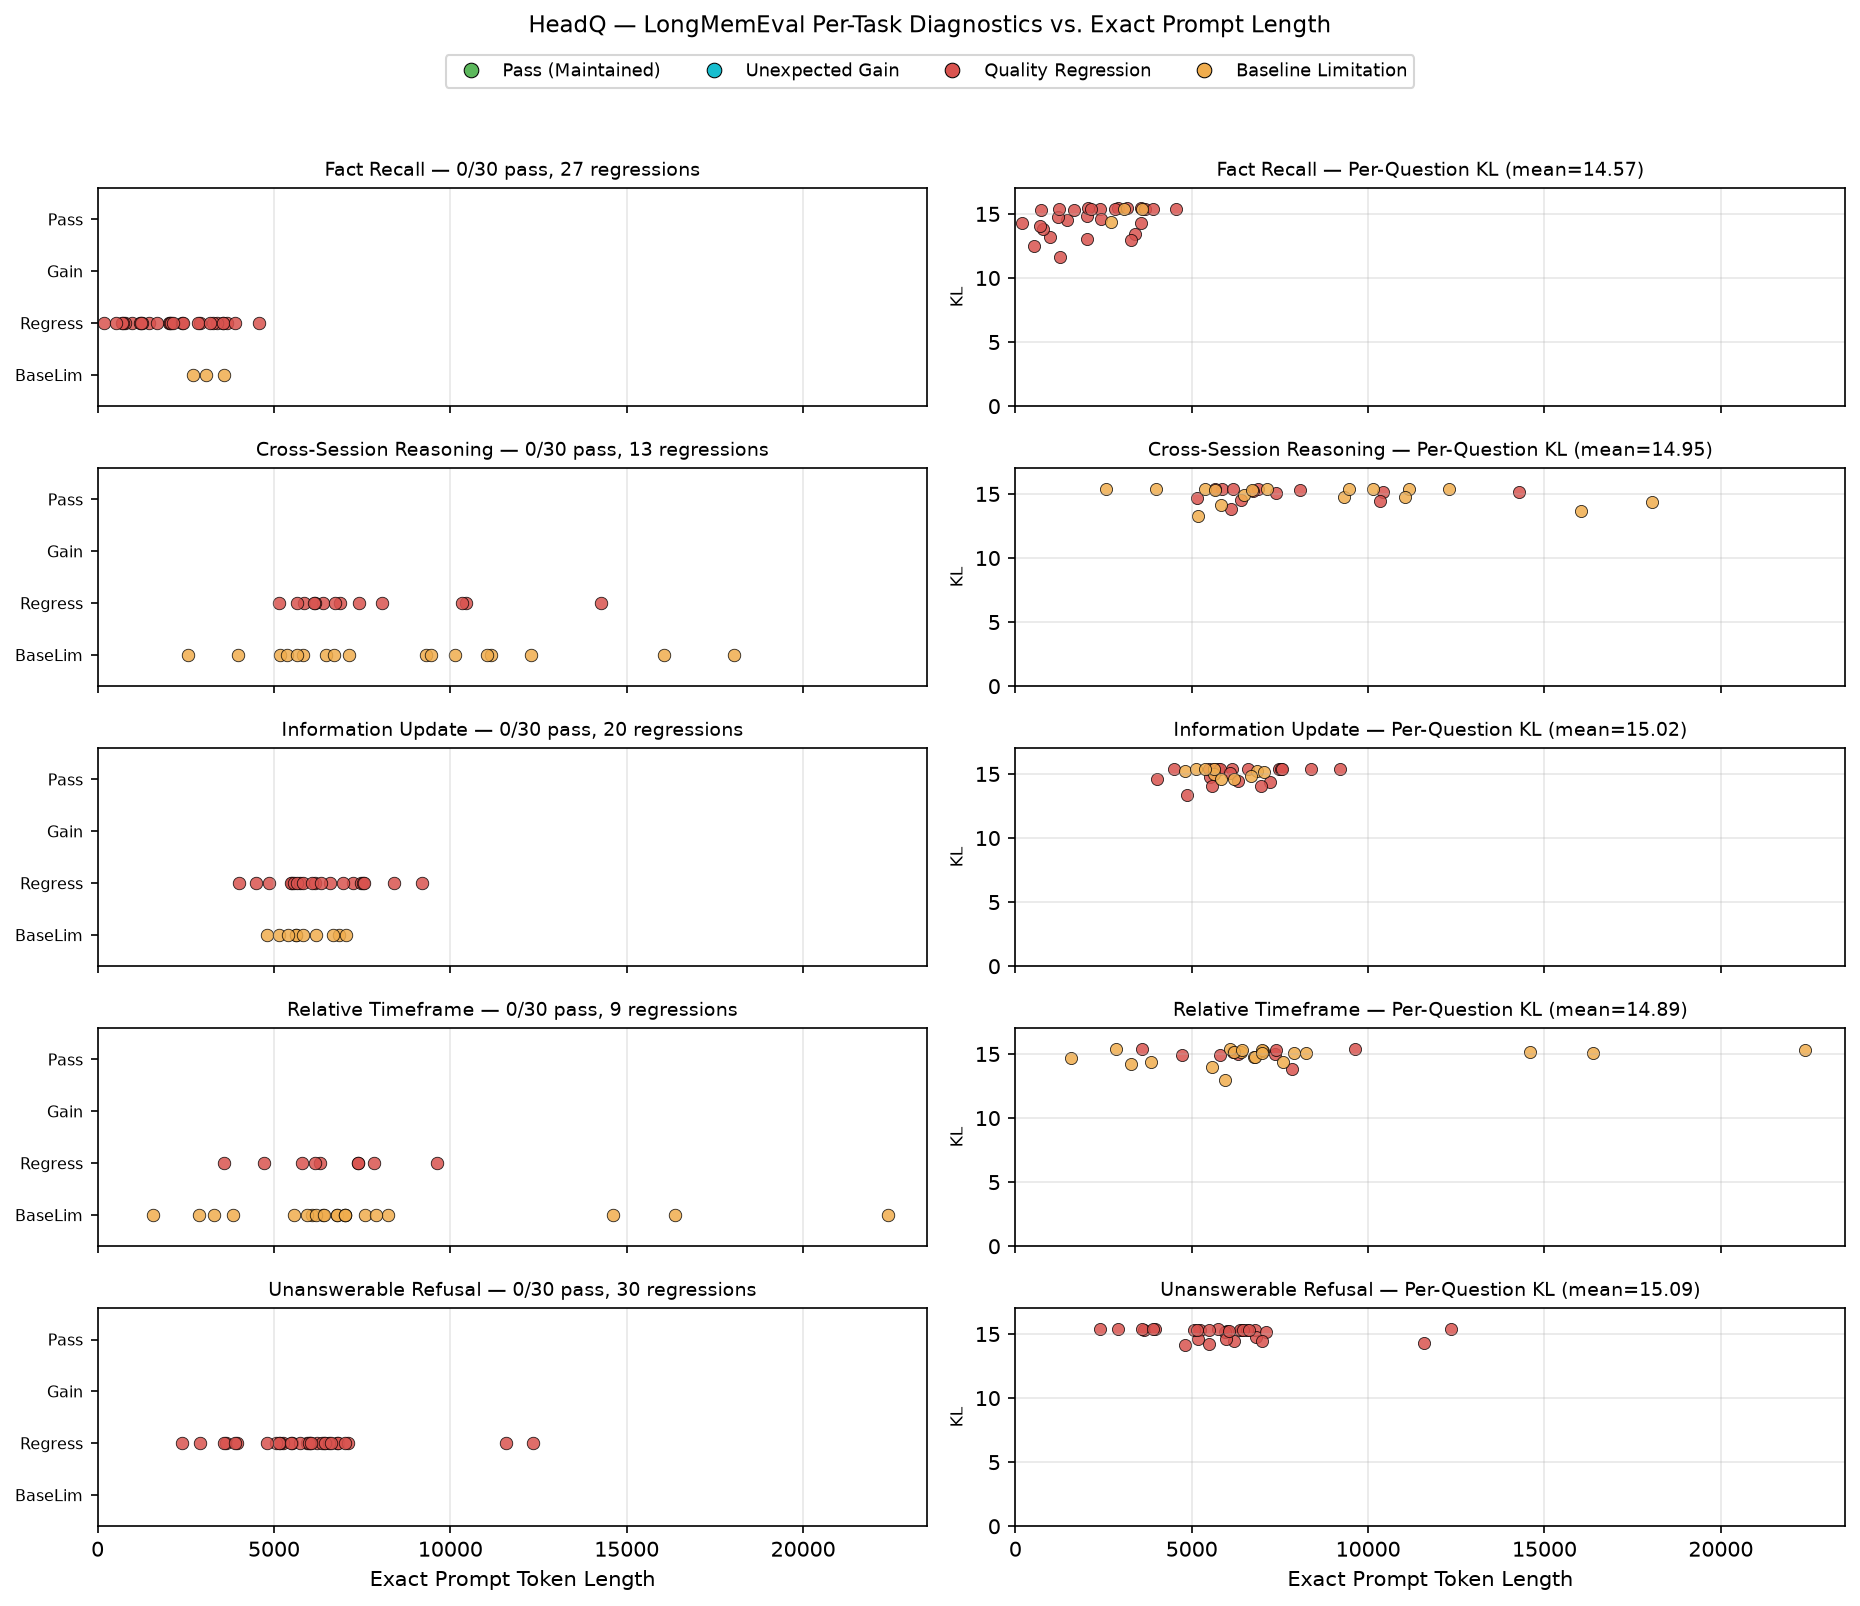 HeadQ — LongMemEval Per-Task Diagnostics vs. Exact Prompt Length
Pass (Maintained) Unexpected Gain Quality Regression Baseline Limitation
Fact Recall — 0/30 pass, 27 regressions
Pass
Gain
Regress
BaseLim
Fact Recall — Per-Question KL (mean=14.57)
KL
15
10
5
0
Cross-Session Reasoning — 0/30 pass, 13 regressions
Pass
Gain
Regress
BaseLim
Cross-Session Reasoning — Per-Question KL (mean=14.95)
KL
15
10
5
0
Information Update — 0/30 pass, 20 regressions
Pass
Gain
Regress
BaseLim
Information Update — Per-Question KL (mean=15.02)
KL
15
10
5
0
Relative Timeframe — 0/30 pass, 9 regressions
Pass
Gain
Regress
BaseLim
Relative Timeframe — Per-Question KL (mean=14.89)
KL
15
10
5
0
Unanswerable Refusal — 0/30 pass, 30 regressions
Pass
Gain
Regress
BaseLim
0 5000 10000 15000 20000
Exact Prompt Token Length
Unanswerable Refusal — Per-Question KL (mean=15.09)
KL
15
10
5
0
0 5000 10000 15000 20000
Exact Prompt Token Length